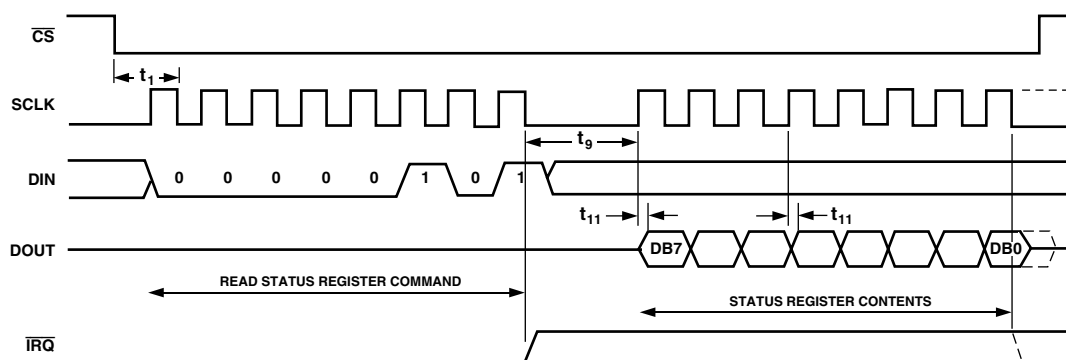 CS
t1
SCLK
t9
DIN 0 0 0 0 0 1 0 1
t11 t11
DOUT DB7 DB0
READ STATUS REGISTER COMMAND
STATUS REGISTER CONTENTS
IRQ